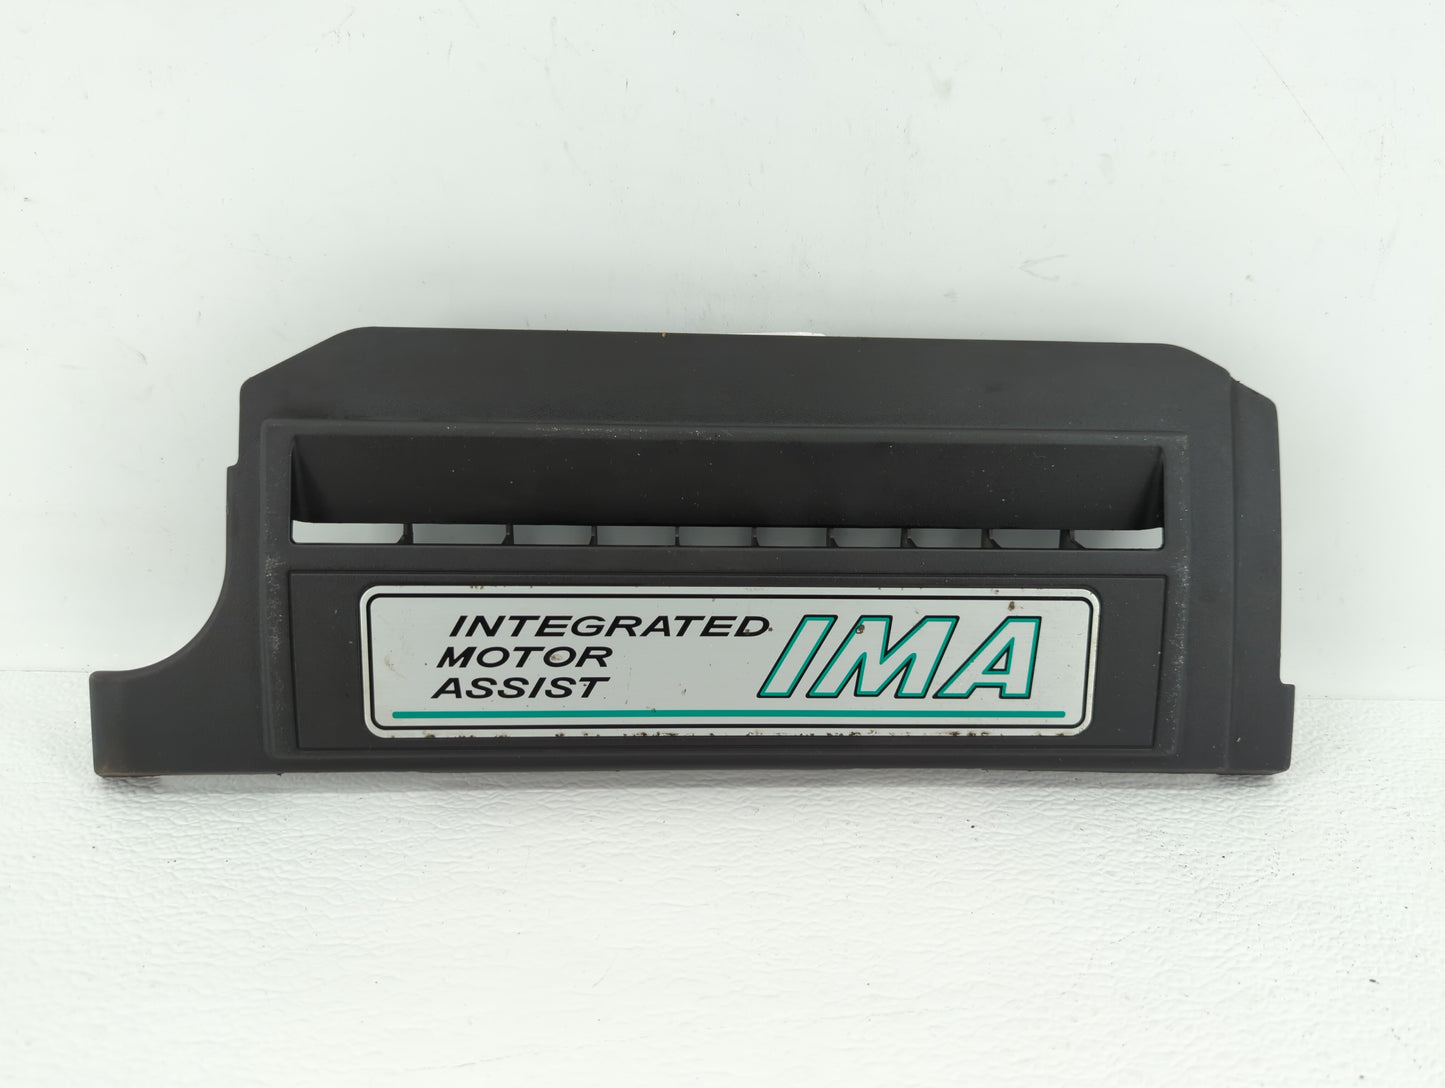 INTEGRATED
MOTOR
ASSIST
IMA